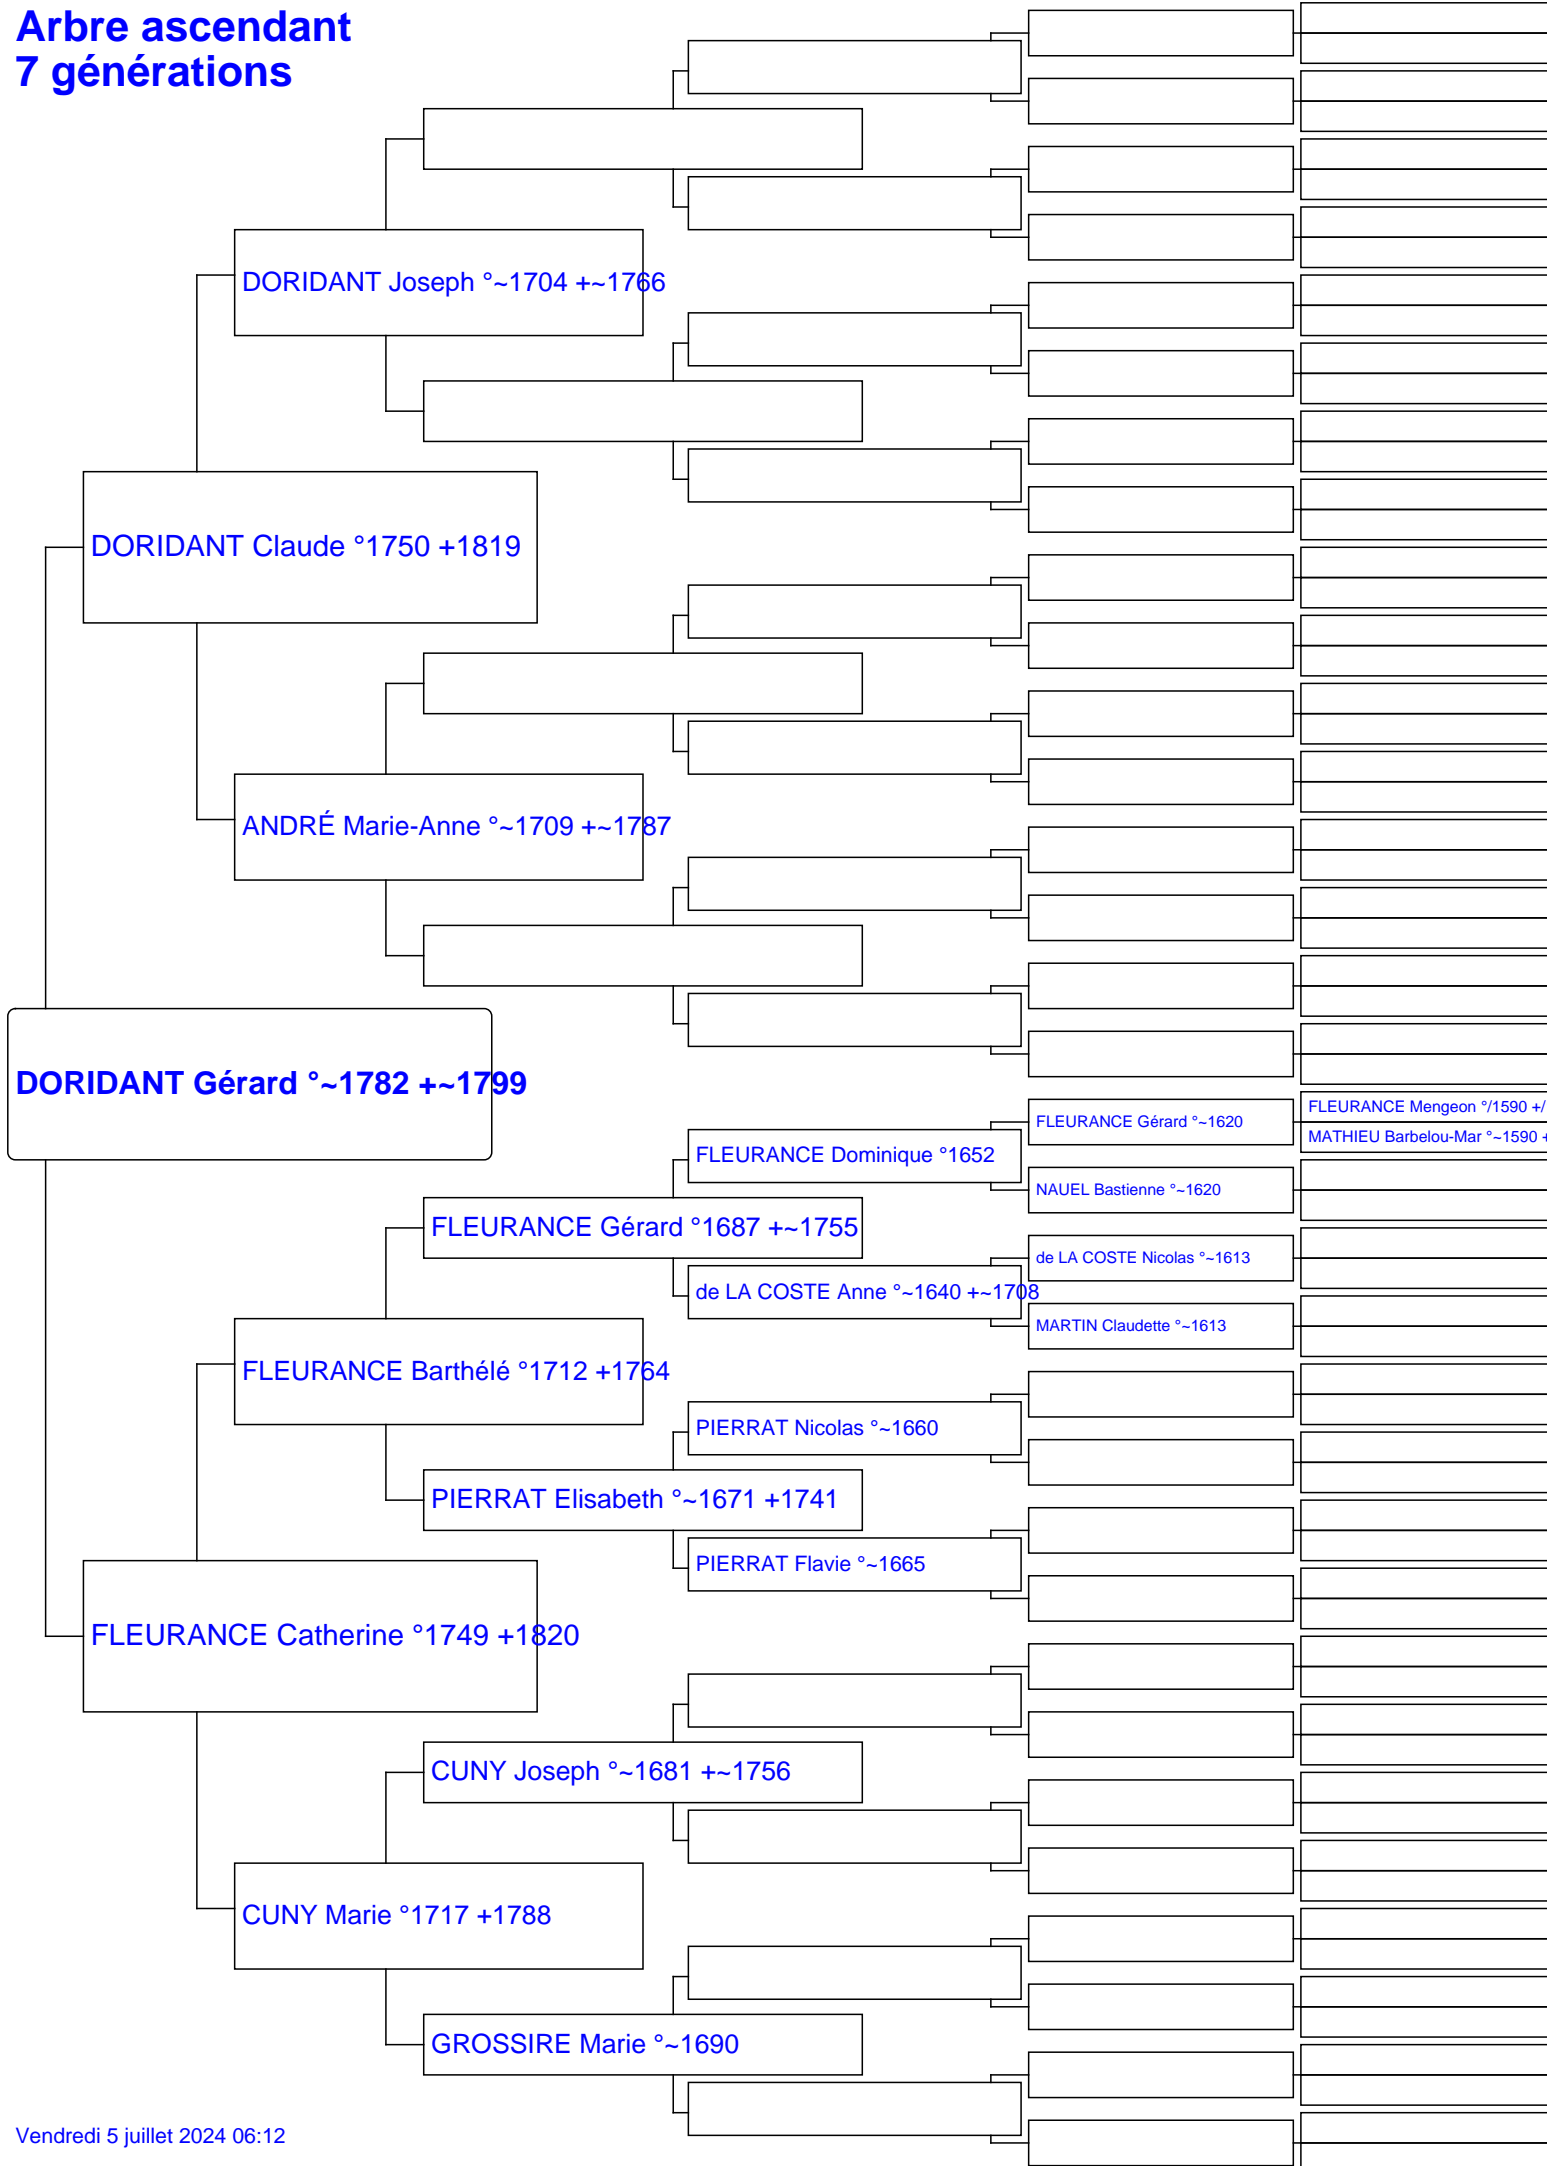 Arbre ascendant
7 générations
DORIDANT Joseph °~1704 +~1766
DORIDANT Claude °1750 +1819
ANDRÉ Marie-Anne °~1709 +~1787
DORIDANT Gérard °~1782 +~1799
FLEURANCE Mengeon °/1590 +/
FLEURANCE Gérard °~1620
MATHIEU Barbelou-Mar °~1590 +
FLEURANCE Dominique °1652
NAUEL Bastienne °~1620
FLEURANCE Gérard °1687 +~1755
de LA COSTE Nicolas °~1613
de LA COSTE Anne °~1640 +~1708
MARTIN Claudette °~1613
FLEURANCE Barthélé °1712 +1764
PIERRAT Nicolas °~1660
PIERRAT Elisabeth °~1671 +1741
PIERRAT Flavie °~1665
FLEURANCE Catherine °1749 +1820
CUNY Joseph °~1681 +~1756
CUNY Marie °1717 +1788
GROSSIRE Marie °~1690
Vendredi 5 juillet 2024 06:12